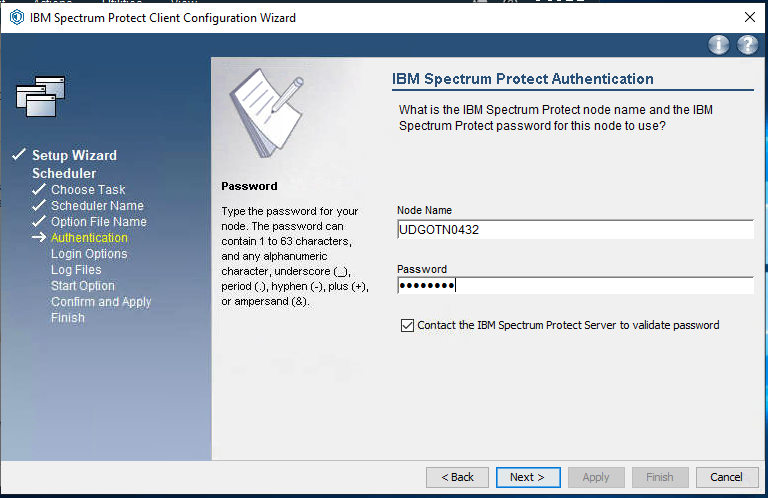 IBM Spectrum Protect Client Configuration Wizard
IBM Spectrum Protect Authentication
What is the IBM Spectrum Protect node name and the IBM
Spectrum Protect password for this node to use?
Setup Wizard
Scheduler
Choose Task
Scheduler Name
Option File Name
Authentication
Login Options
Log Files
Start Option
Confirm and Apply
Finish
Password
Type the password for your
node. The password can
contain 1 to 63 characters,
and any alphanumeric
character, underscore (_),
period (.), hyphen (-), plus (+),
or ampersand (&).
Node Name
UDGOTN0432
Password
••••••••
Contact the IBM Spectrum Protect Server to validate password
< Back
Next >
Apply
Finish
Cancel